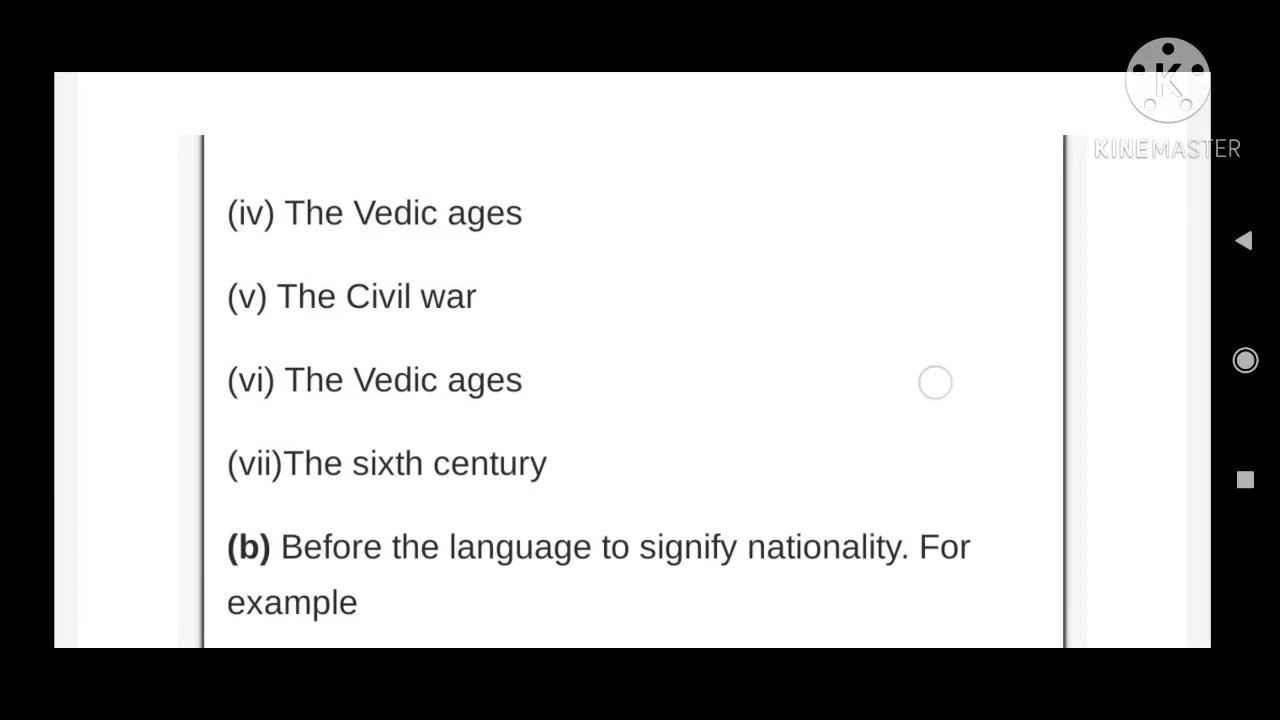 K
KINEMASTER
(iv) The Vedic ages
(v) The Civil war
(vi) The Vedic ages
(vii)The sixth century
(b) Before the language to signify nationality. For
example